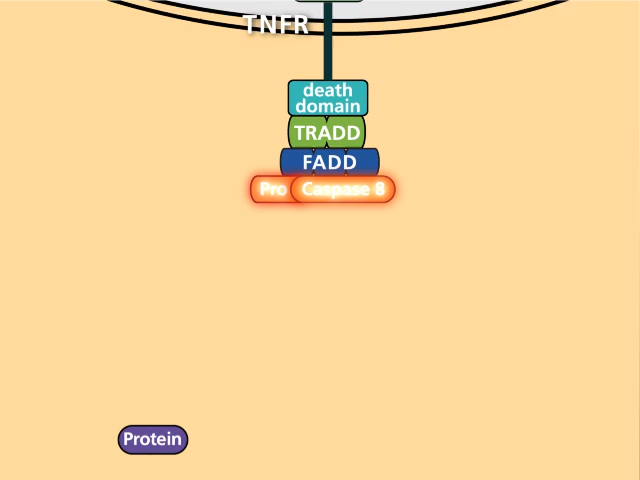 TNFR
death
domain
TRADD
FADD
Pro Caspase 8
Protein